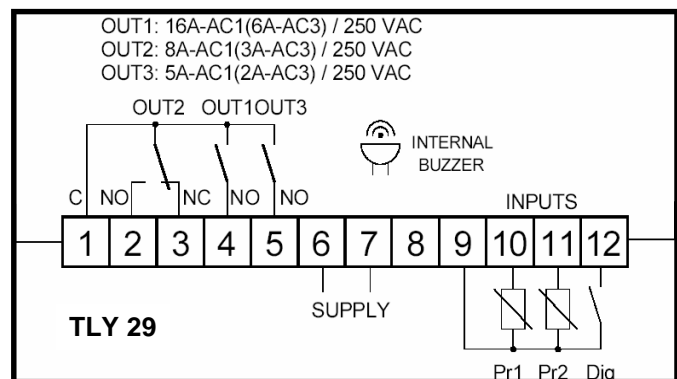 OUT1: 16A-AC1(6A-AC3) / 250 VAC
OUT2: 8A-AC1(3A-AC3) / 250 VAC
OUT3: 5A-AC1(2A-AC3) / 250 VAC
OUT2 OUT1OUT3
INTERNAL
BUZZER
C NO NC NO NO
INPUTS
1 2 3 4 5 6 7 8 9 10 11 12
SUPPLY
TLY 29
Pr1 Pr2 Dig